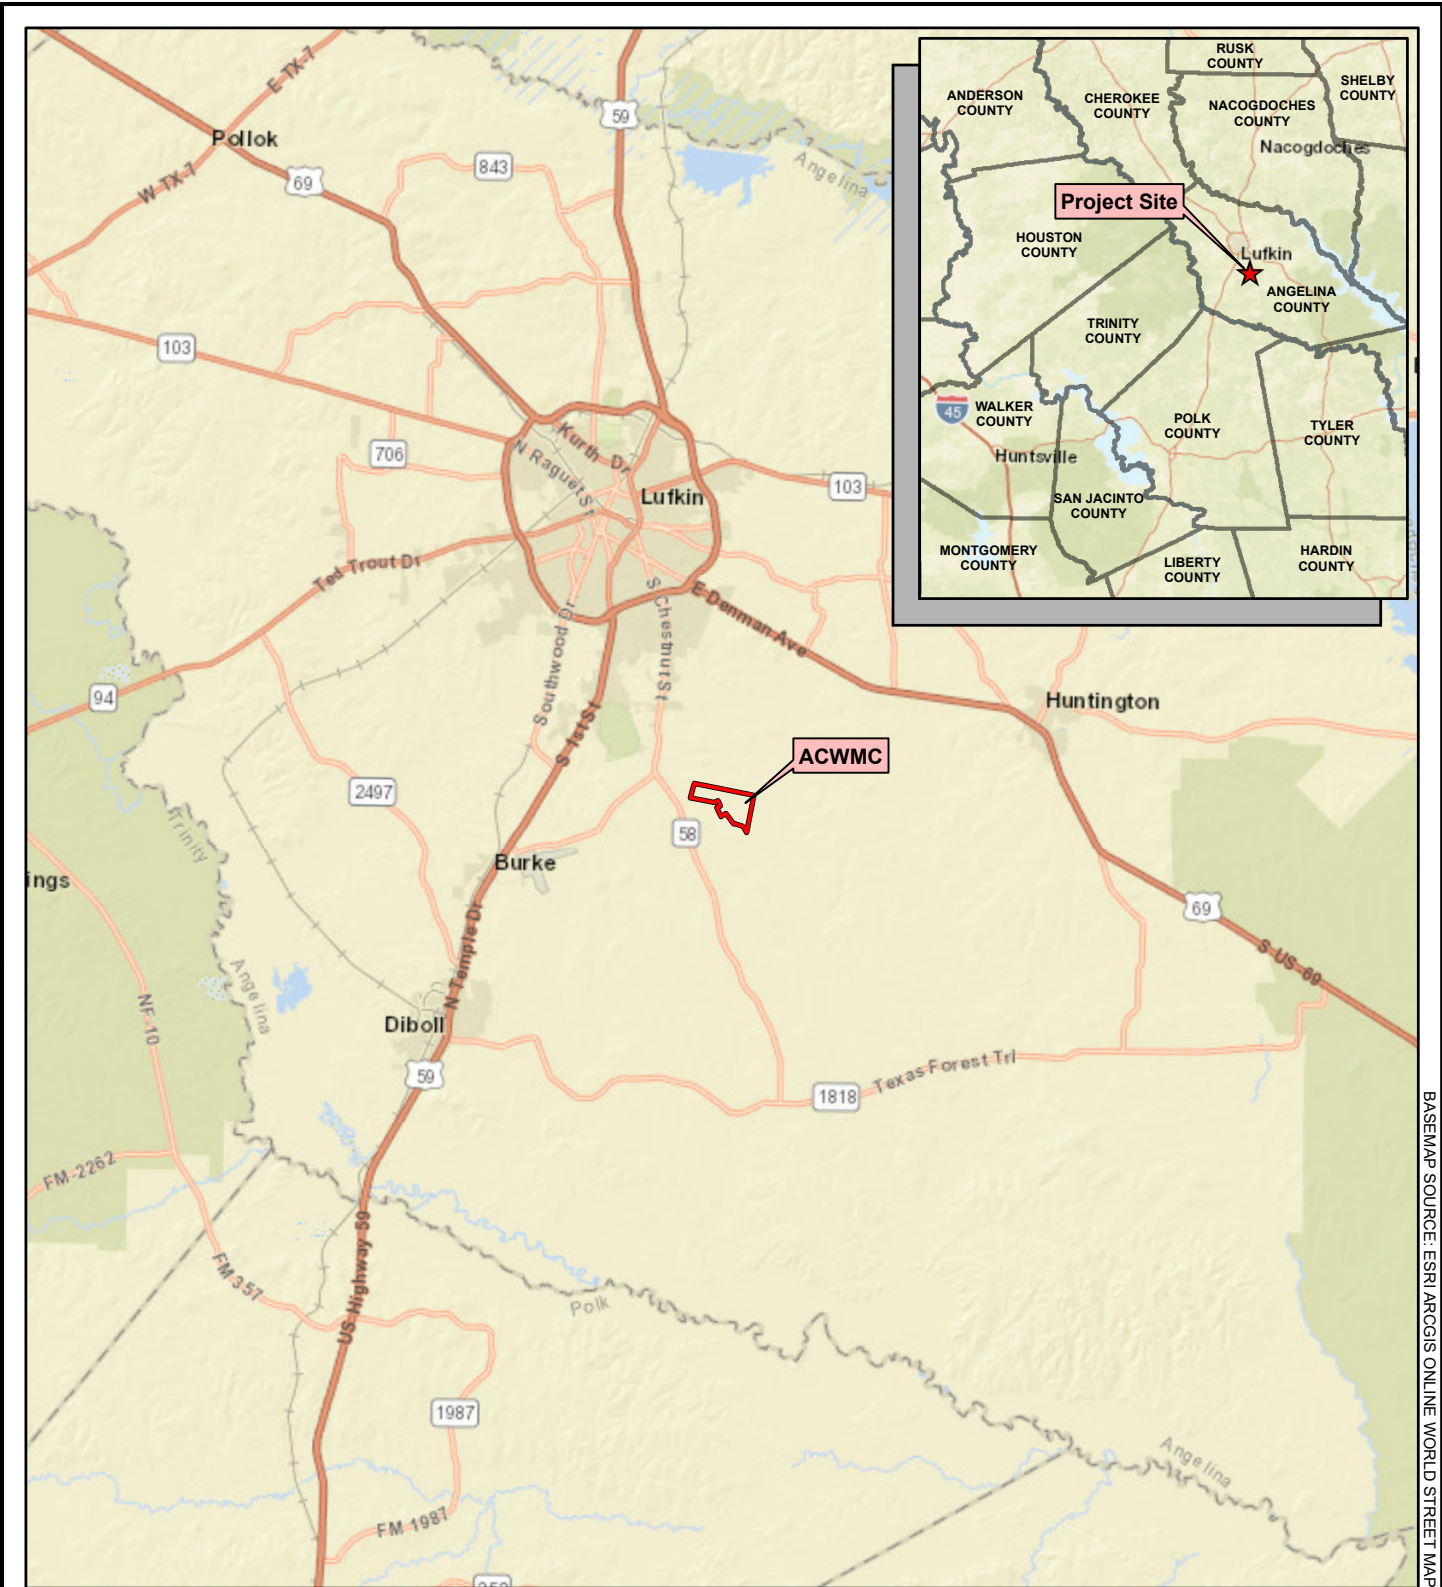 E TX-7
Pollok
W TX-7
69
59
843
Angelina
103
706
Kurth Dr
N Raguet St
Lufkin
103
Ted Trout Dr
94
Southwood Dr
S Chestnut St
E Denman Ave
S 1st St
Huntington
ACWMC
2497
58
Burke
Trinity
ings
69
S US-69
N Temple Dr
Angelina
NF-10
Diboll
59
1818
Texas Forest Trl
FM-2262
FM 357
US Highway 59
Polk
1987
FM 1987
Angelina
RUSK
COUNTY
ANDERSON
COUNTY
CHEROKEE
COUNTY
NACOGDOCHES
COUNTY
SHELBY
COUNTY
Nacogdoches
Project Site
HOUSTON
COUNTY
Lufkin
ANGELINA
COUNTY
TRINITY
COUNTY
45
WALKER
COUNTY
POLK
COUNTY
TYLER
COUNTY
Huntsville
SAN JACINTO
COUNTY
MONTGOMERY
COUNTY
LIBERTY
COUNTY
HARDIN
COUNTY
BASEMAP SOURCE: ESRI ARCGIS ONLINE WORLD STREET MAP